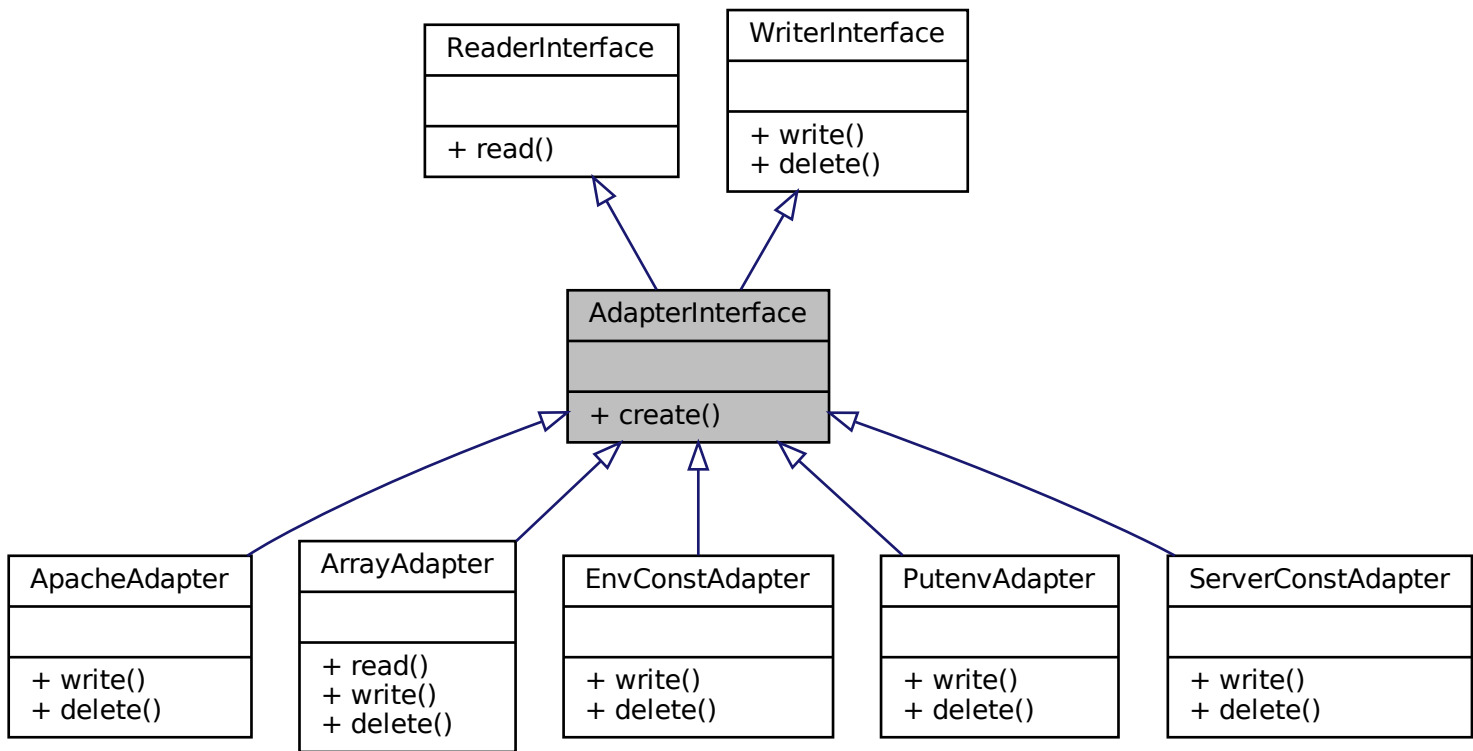 ReaderInterface
+ read()
WriterInterface
+ write()
+ delete()
AdapterInterface
+ create()
ApacheAdapter
+ write()
+ delete()
ArrayAdapter
+ read()
+ write()
+ delete()
EnvConstAdapter
+ write()
+ delete()
PutenvAdapter
+ write()
+ delete()
ServerConstAdapter
+ write()
+ delete()